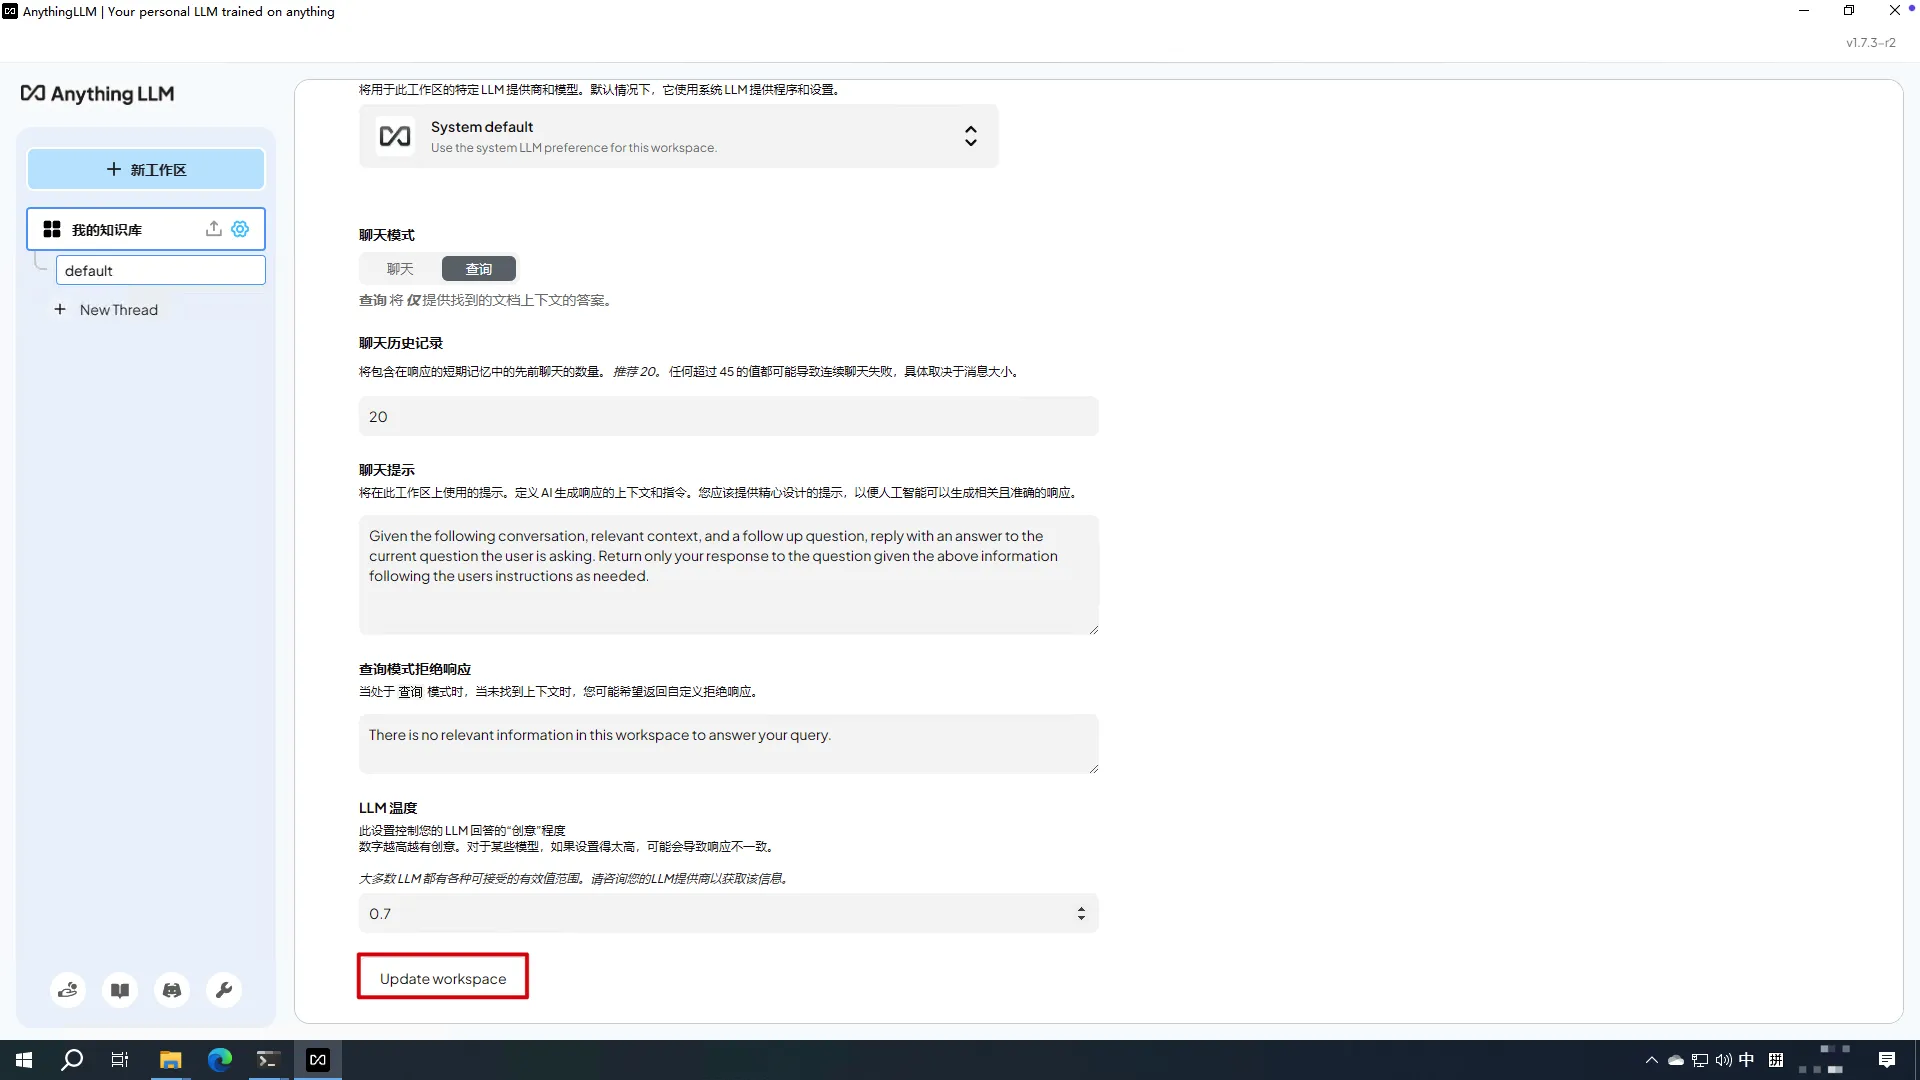 AnythingLLM | Your personal LLM trained on anything
v1.7.3-r2
Anything LLM
新工作区
我的知识库
default
New Thread
将用于此工作区的特定 LLM 提供商和模型。默认情况下，它使用系统 LLM 提供程序和设置。
System default
Use the system LLM preference for this workspace.
聊天模式
聊天
查询
查询 将 仅 提供找到的文档上下文的答案。
聊天历史记录
将包含在响应的短期记忆中的先前聊天的数量。 推荐 20。 任何超过 45 的值都可能导致连续聊天失败，具体取决于消息大小。
20
聊天提示
将在此工作区上使用的提示。定义 AI 生成响应的上下文和指令。您应该提供精心设计的提示，以便人工智能可以生成相关且准确的响应。
Given the following conversation, relevant context, and a follow up question, reply with an answer to the
current question the user is asking. Return only your response to the question given the above information
following the users instructions as needed.
查询模式拒绝响应
当处于 查询 模式时，当未找到上下文时，您可能希望返回自定义拒绝响应。
There is no relevant information in this workspace to answer your query.
LLM 温度
此设置控制您的 LLM 回答的“创意”程度
数字越高越有创意。对于某些模型，如果设置得太高，可能会导致响应不一致。
大多数 LLM 都有各种可接受的有效值范围。请咨询您的LLM提供商以获取该信息。
0.7
Update workspace
中
拼